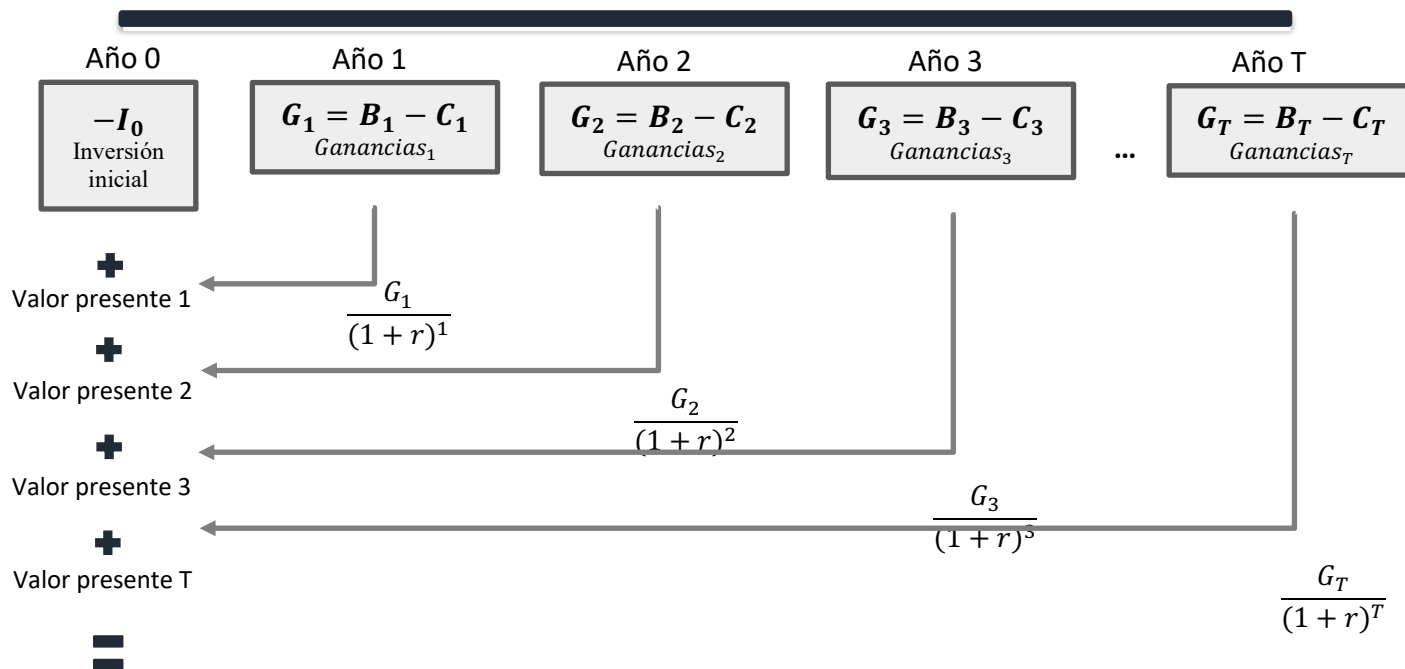 Año 0 Año 1 Año 2 Año 3 Año T
−I₀
Inversión
inicial
G₁ = B₁ − C₁
Ganancias₁
G₂ = B₂ − C₂
Ganancias₂
G₃ = B₃ − C₃
Ganancias₃
...
G_T = B_T − C_T
Ganancias_T
+
Valor presente 1
G₁
(1 + r)¹
+
Valor presente 2
G₂
(1 + r)²
+
Valor presente 3
G₃
(1 + r)³
+
Valor presente T
G_T
(1 + r)^T
=